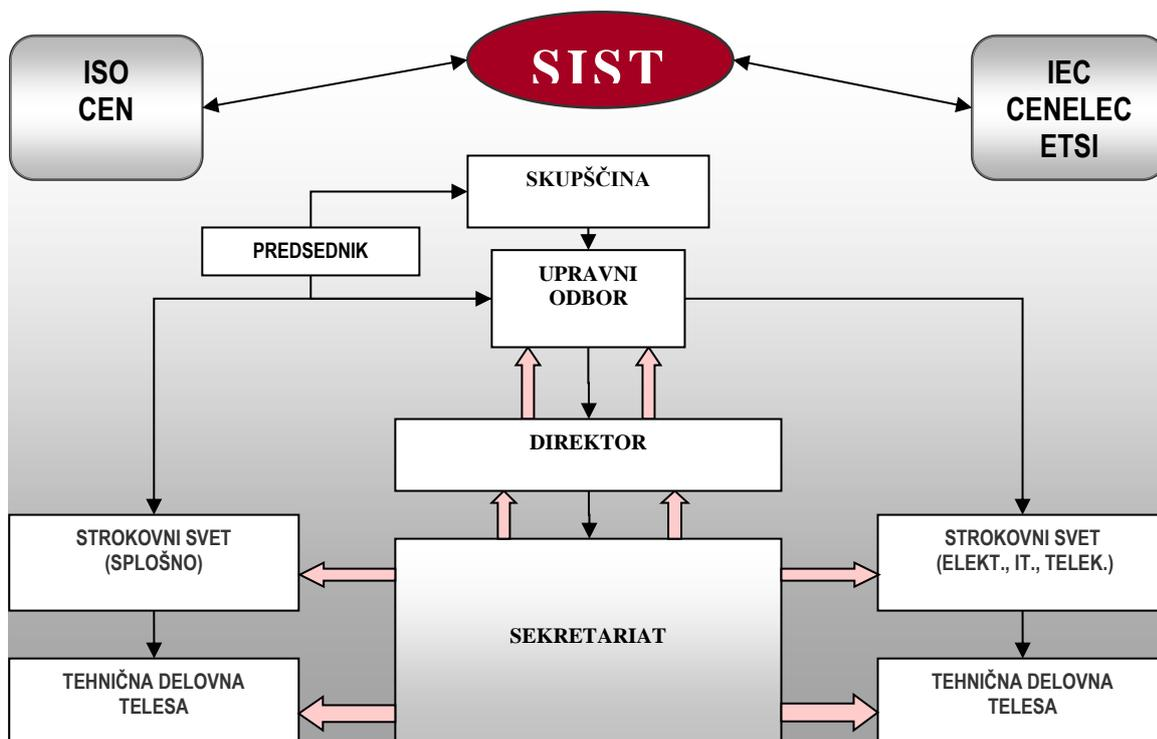 ISO
CEN
SIST
IEC
CENELEC
ETSI
SKUPŠČINA
PREDSEDNIK
UPRAVNI
ODBOR
DIREKTOR
STROKOVNI SVET
(SPLOŠNO)
SEKRETARIAT
STROKOVNI SVET
(ELEKT., IT., TELEK.)
TEHNIČNA DELOVNA
TELESA
TEHNIČNA DELOVNA
TELESA